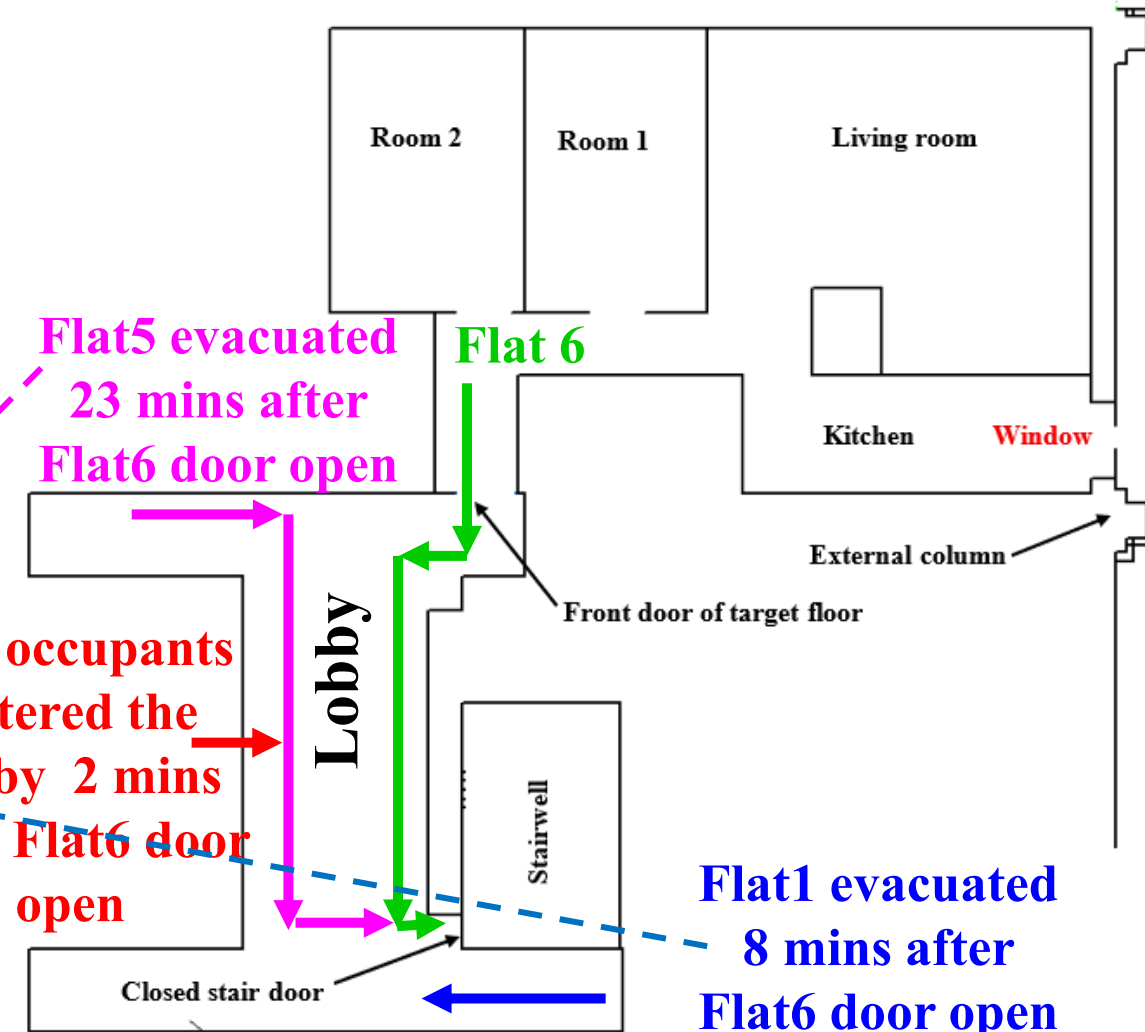 Room 2
Room 1
Living room
Flat5 evacuated
23 mins after
Flat6 door open
Flat 6
Kitchen
Window
External column
Front door of target floor
Lobby
occupants
tered the
by 2 mins
Flat6 door
open
Stairwell
Flat1 evacuated
8 mins after
Flat6 door open
Closed stair door